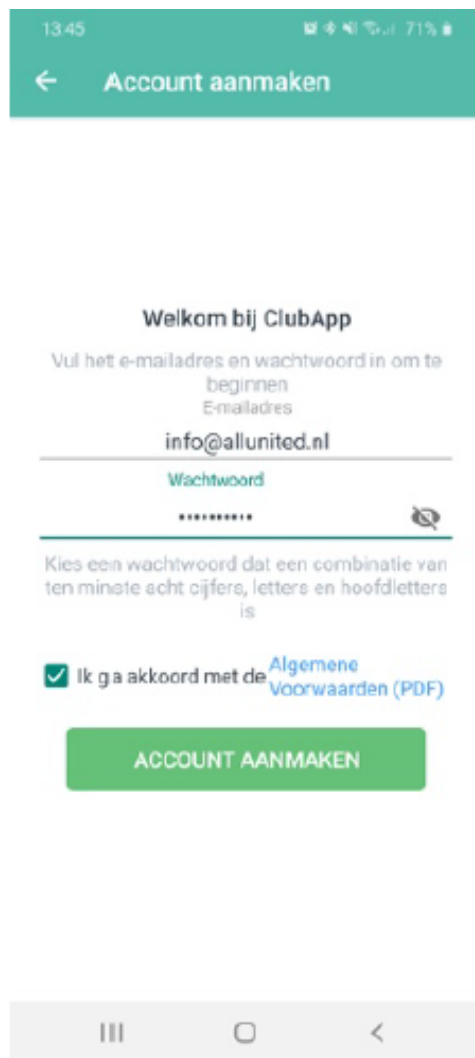 13:45
71%
Account aanmaken
Welkom bij ClubApp
Vul het e-mailadres en wachtwoord in om te
beginnen
E-mailadres
info@allunited.nl
Wachtwoord
••••••••••
Kies een wachtwoord dat een combinatie van
ten minste acht cijfers, letters en hoofdletters
is
Ik ga akkoord met de Algemene
Voorwaarden (PDF)
ACCOUNT AANMAKEN